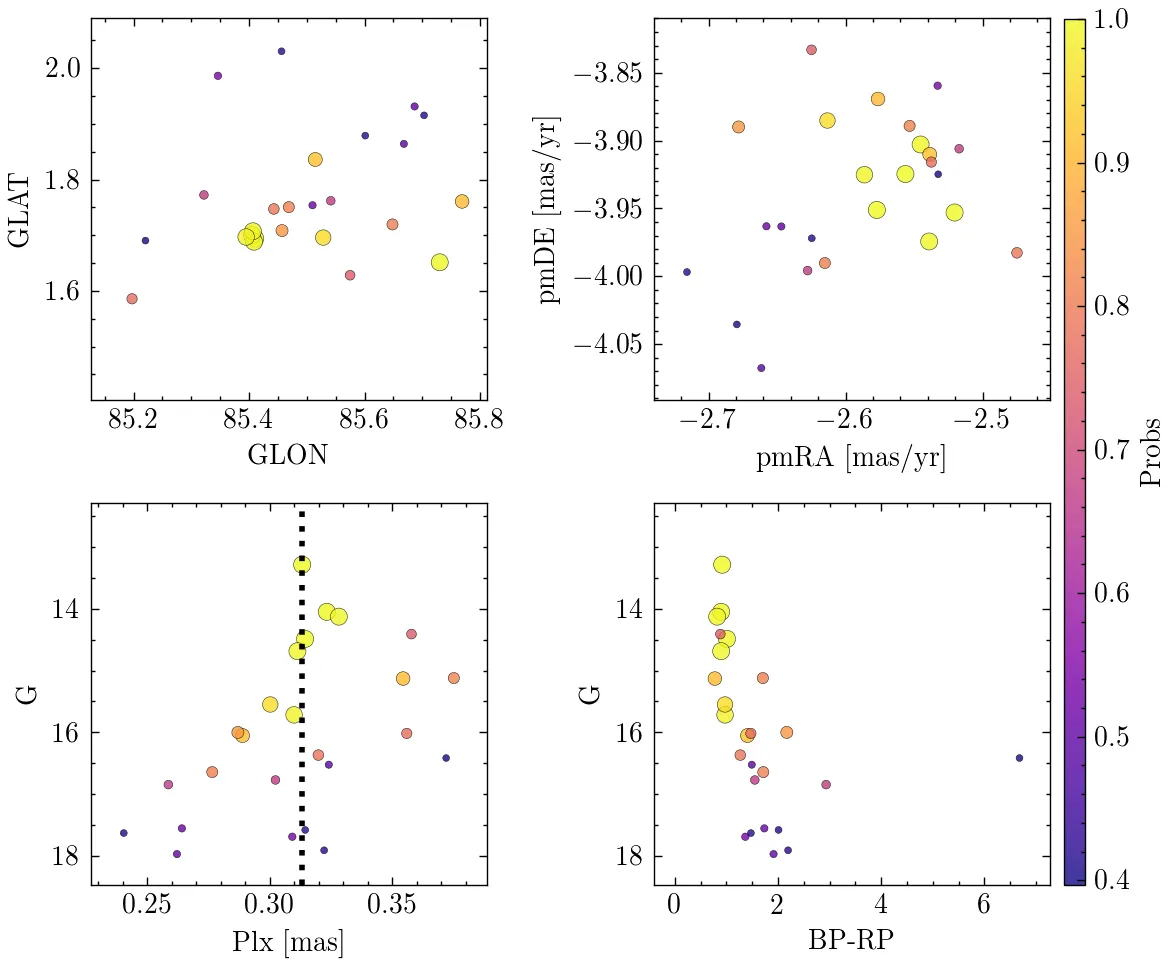 2.0
1.8
1.6
GLAT
85.2 85.4 85.6 85.8
GLON
−3.85
−3.90
−3.95
−4.00
−4.05
pmDE [mas/yr]
−2.7 −2.6 −2.5
pmRA [mas/yr]
14
16
18
G
0.25 0.30 0.35
Plx [mas]
14
16
18
G
0 2 4 6
BP-RP
1.0
0.9
0.8
0.7
0.6
0.5
0.4
Probs